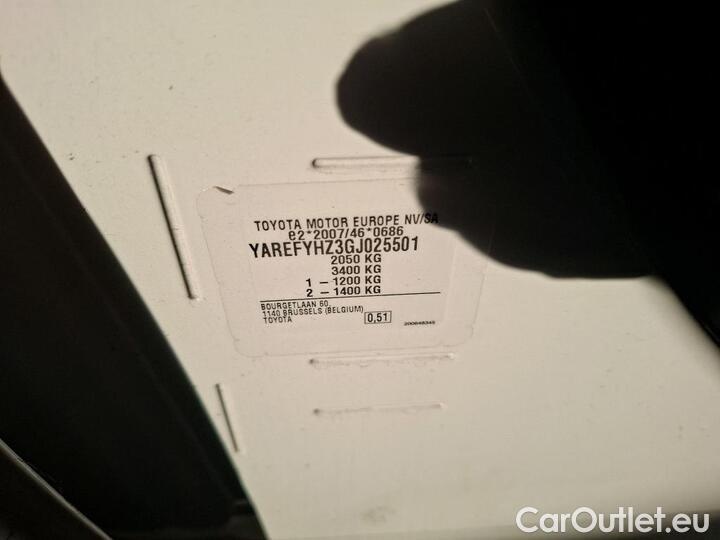 TOYOTA MOTOR EUROPE NV/SA
e2*2007/46*0686
YAREFYHZ3GJ025501
2050 KG
3400 KG
1 - 1200 KG
2 - 1400 KG
BOURGETLAAN 60,
1140 BRUSSELS (BELGIUM)
TOYOTA
0,51
200648345
CarOutlet.eu